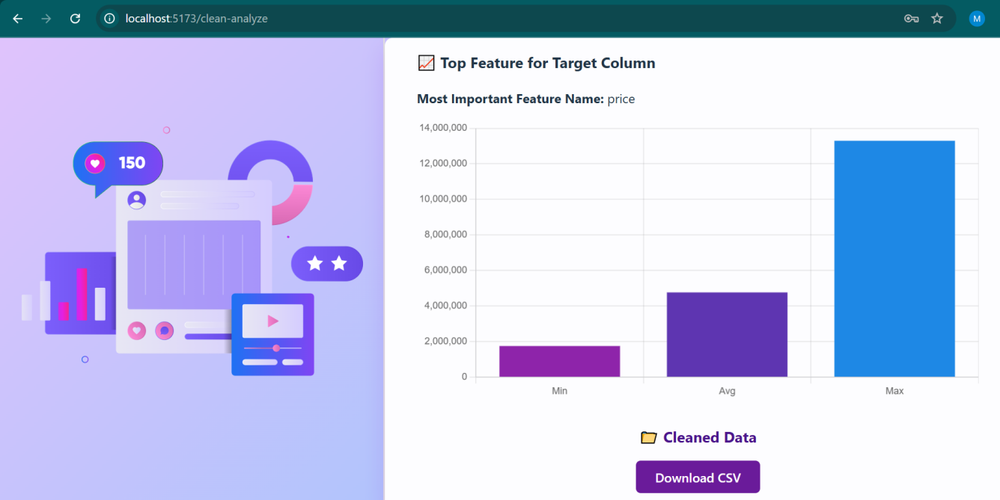 localhost:5173/clean-analyze
M
150
📈 Top Feature for Target Column
Most Important Feature Name: price
14,000,000
12,000,000
10,000,000
8,000,000
6,000,000
4,000,000
2,000,000
0
Min Avg Max
📁 Cleaned Data
Download CSV